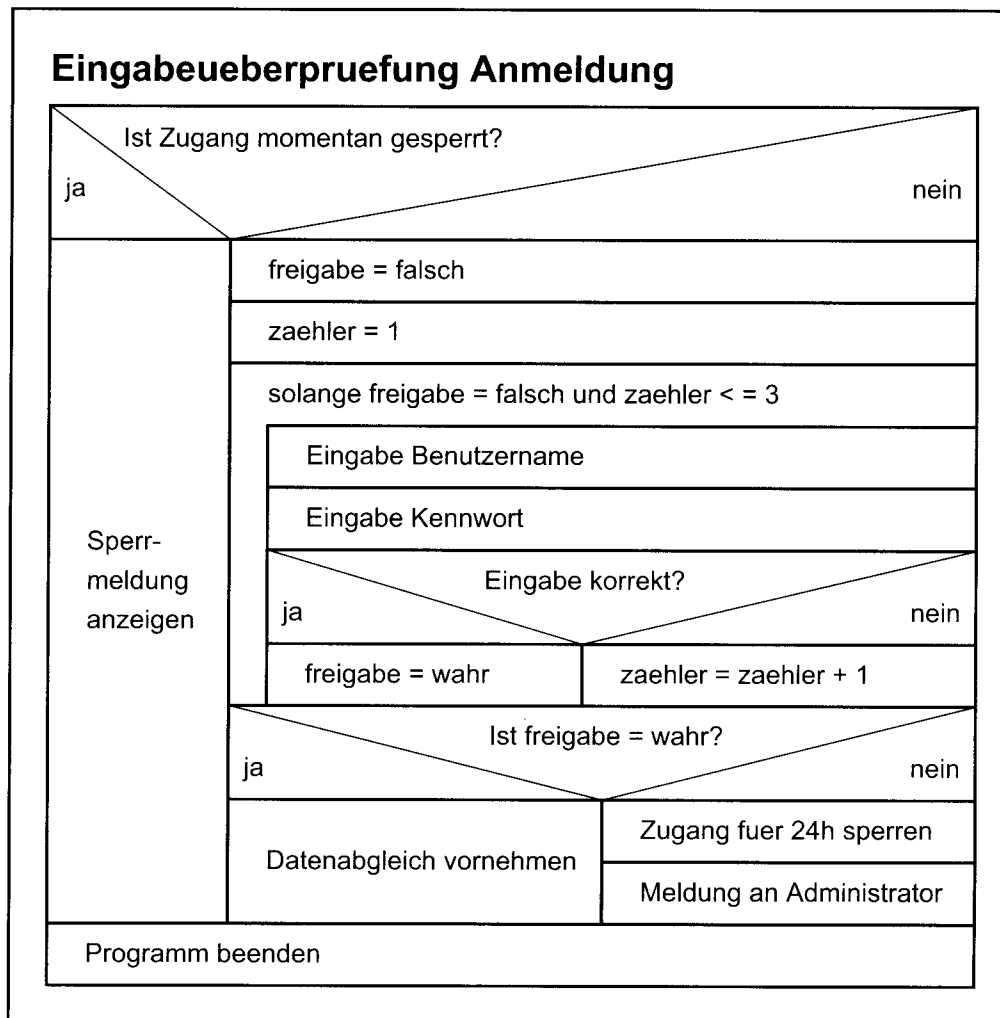 Eingabeueberpruefung Anmeldung
Ist Zugang momentan gesperrt?
ja
nein
freigabe = falsch
zaehler = 1
solange freigabe = falsch und zaehler < = 3
Eingabe Benutzername
Eingabe Kennwort
Sperr-
meldung
anzeigen
Eingabe korrekt?
ja
nein
freigabe = wahr
zaehler = zaehler + 1
Ist freigabe = wahr?
ja
nein
Datenabgleich vornehmen
Zugang fuer 24h sperren
Meldung an Administrator
Programm beenden